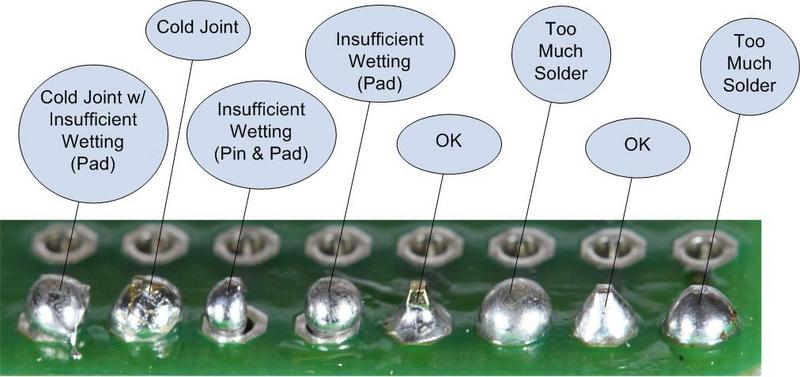 Cold Joint w/
Insufficient
Wetting
(Pad)
Cold Joint
Insufficient
Wetting
(Pin & Pad)
Insufficient
Wetting
(Pad)
OK
Too
Much
Solder
OK
Too
Much
Solder